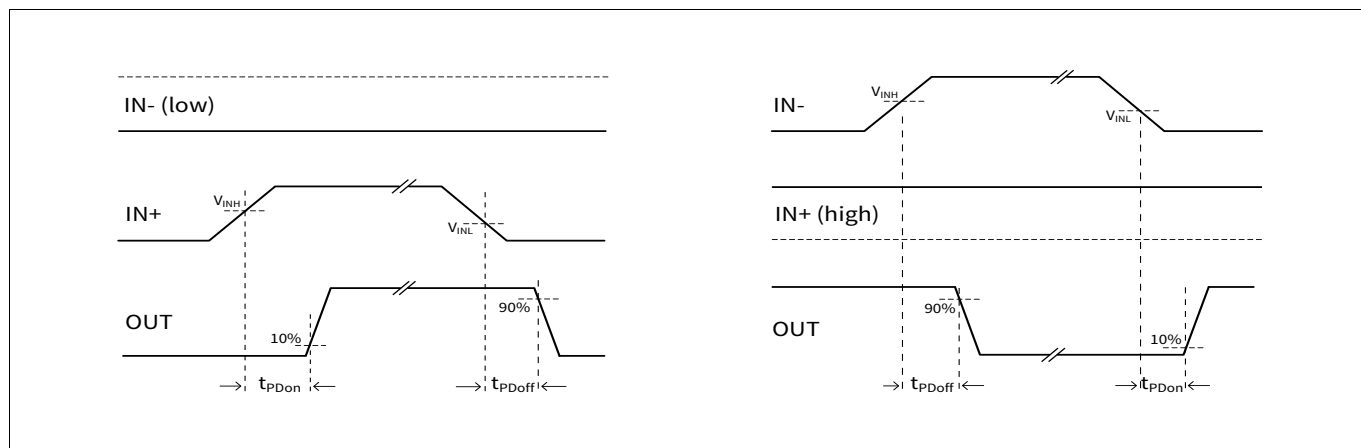 IN- (low)
IN+
V_INH
V_INL
OUT
10%
90%
t_PDon
t_PDoff
IN-
V_INH
V_INL
IN+ (high)
OUT
90%
10%
t_PDoff
t_PDon